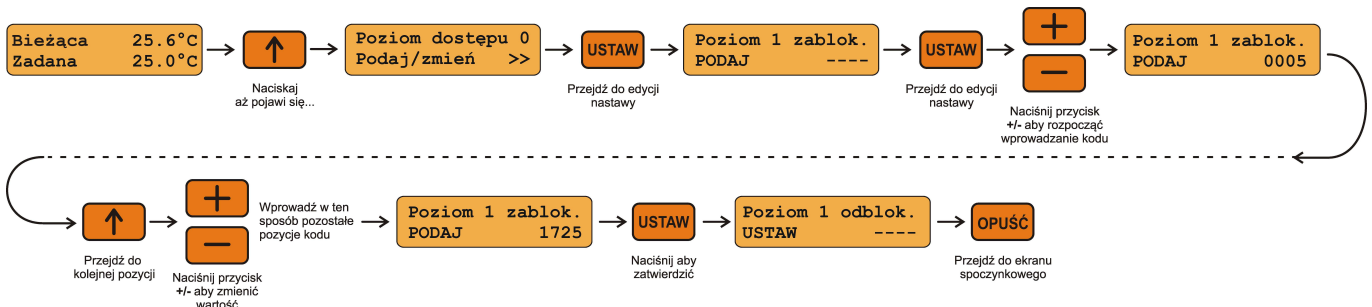 Bieżąca 25.6°C
Zadana 25.0°C
Naciskaj
aż pojawi się...
Poziom dostępu 0
Podaj/zmień >>
USTAW
Przejdź do edycji
nastawy
Poziom 1 zablok.
PODAJ ----
USTAW
Przejdź do edycji
nastawy
+
−
Naciśnij przycisk
+/- aby rozpocząć
wprowadzanie kodu
Poziom 1 zablok.
PODAJ 0005
Przejdź do
kolejnej pozycji
+
−
Naciśnij przycisk
+/- aby zmienić
wartość
Wprowadź w ten
sposób pozostałe
pozycje kodu
Poziom 1 zablok.
PODAJ 1725
USTAW
Naciśnij aby
zatwierdzić
Poziom 1 odblok.
USTAW ----
OPUŚĆ
Przejdź do ekranu
spoczynkowego